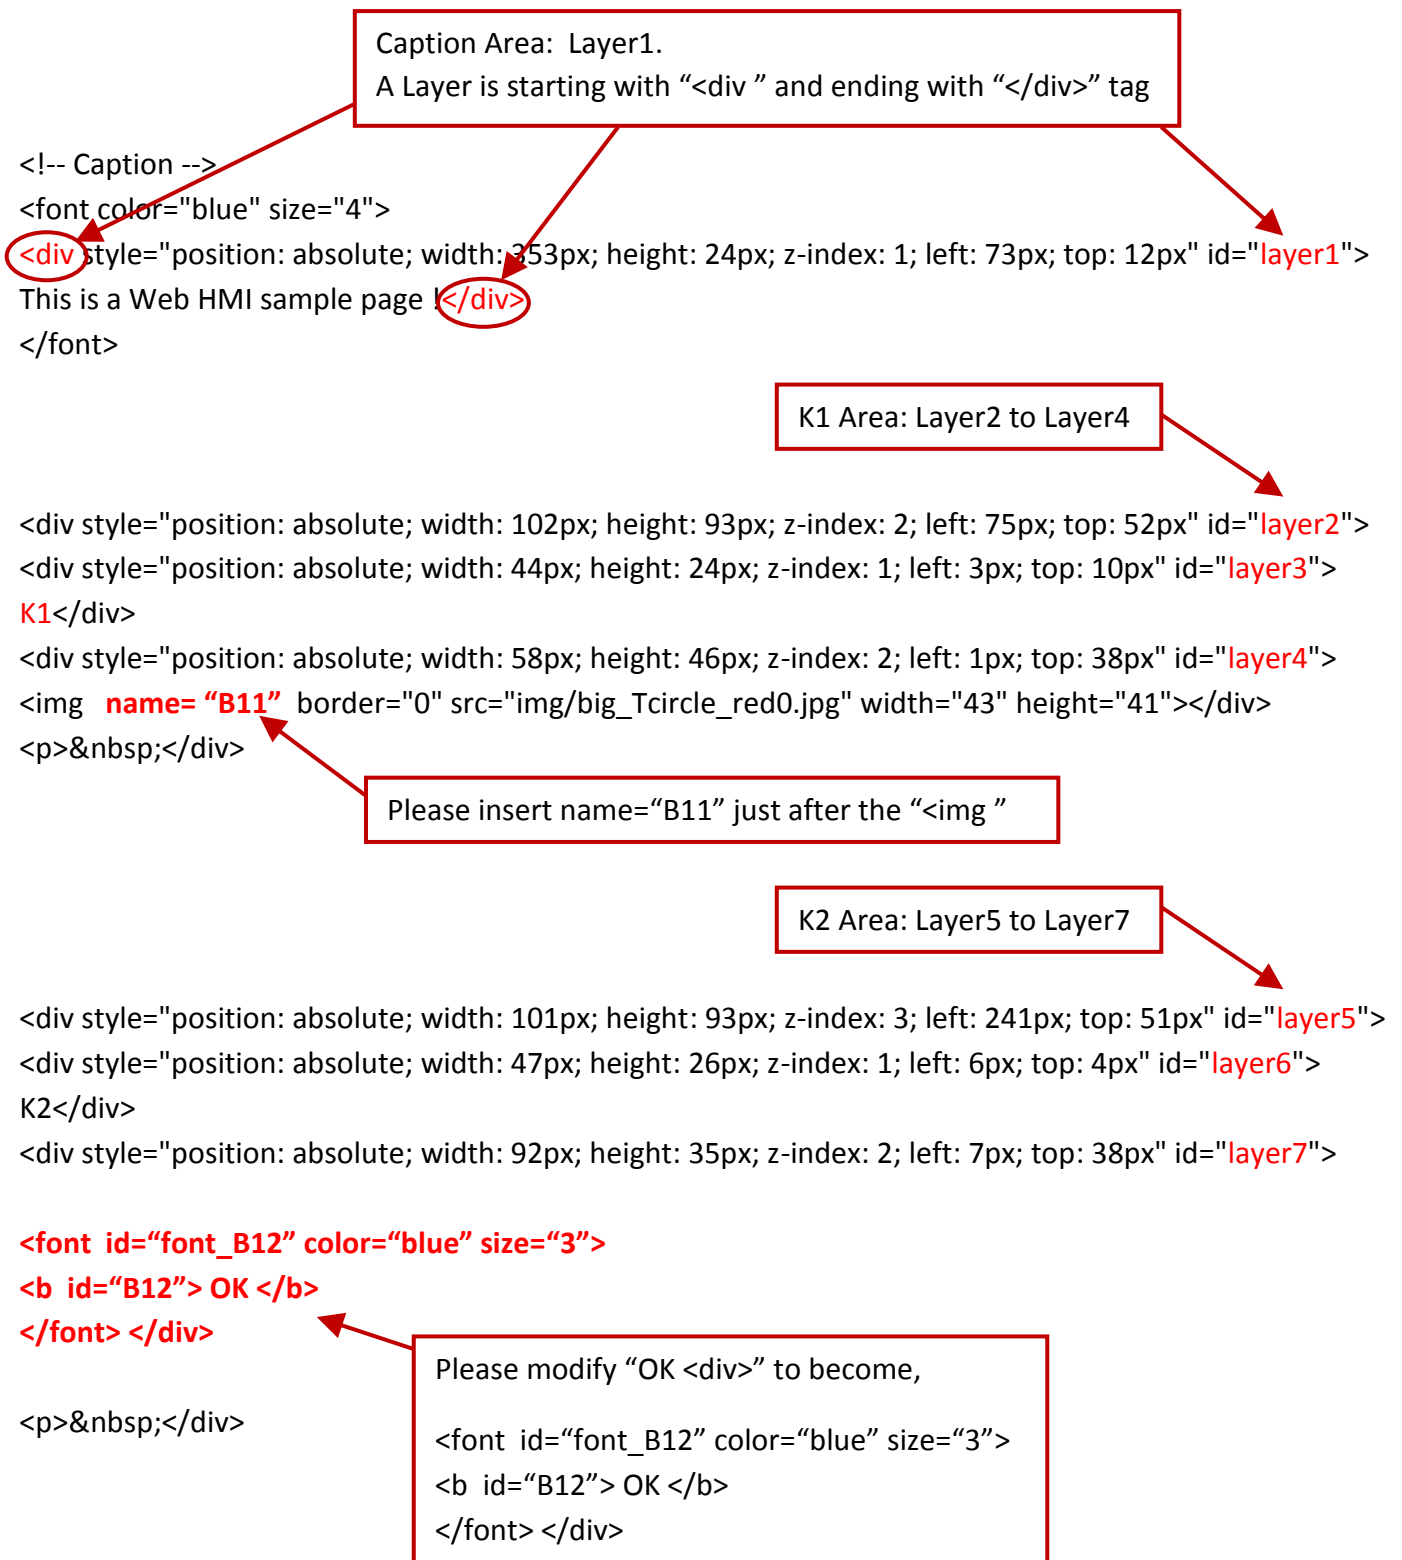 Caption Area:  Layer1.
A Layer is starting with “<div ” and ending with “</div>” tag
<!-- Caption -->
<font color="blue" size="4">
<div style="position: absolute; width: 353px; height: 24px; z-index: 1; left: 73px; top: 12px" id="layer1">
This is a Web HMI sample page !</div>
</font>
K1 Area: Layer2 to Layer4
<div style="position: absolute; width: 102px; height: 93px; z-index: 2; left: 75px; top: 52px" id="layer2">
<div style="position: absolute; width: 44px; height: 24px; z-index: 1; left: 3px; top: 10px" id="layer3">
K1</div>
<div style="position: absolute; width: 58px; height: 46px; z-index: 2; left: 1px; top: 38px" id="layer4">
<img   name= “B11”  border="0" src="img/big_Tcircle_red0.jpg" width="43" height="41"></div>
<p>&nbsp;</div>
Please insert name=“B11” just after the “<img ”
K2 Area: Layer5 to Layer7
<div style="position: absolute; width: 101px; height: 93px; z-index: 3; left: 241px; top: 51px" id="layer5">
<div style="position: absolute; width: 47px; height: 26px; z-index: 1; left: 6px; top: 4px" id="layer6">
K2</div>
<div style="position: absolute; width: 92px; height: 35px; z-index: 2; left: 7px; top: 38px" id="layer7">
<font  id=“font_B12” color=“blue” size=“3”>
<b  id=“B12”> OK </b>
</font> </div>
<p>&nbsp;</div>
Please modify “OK <div>” to become,
<font  id=“font_B12” color=“blue” size=“3”>
<b  id=“B12”> OK </b>
</font> </div>